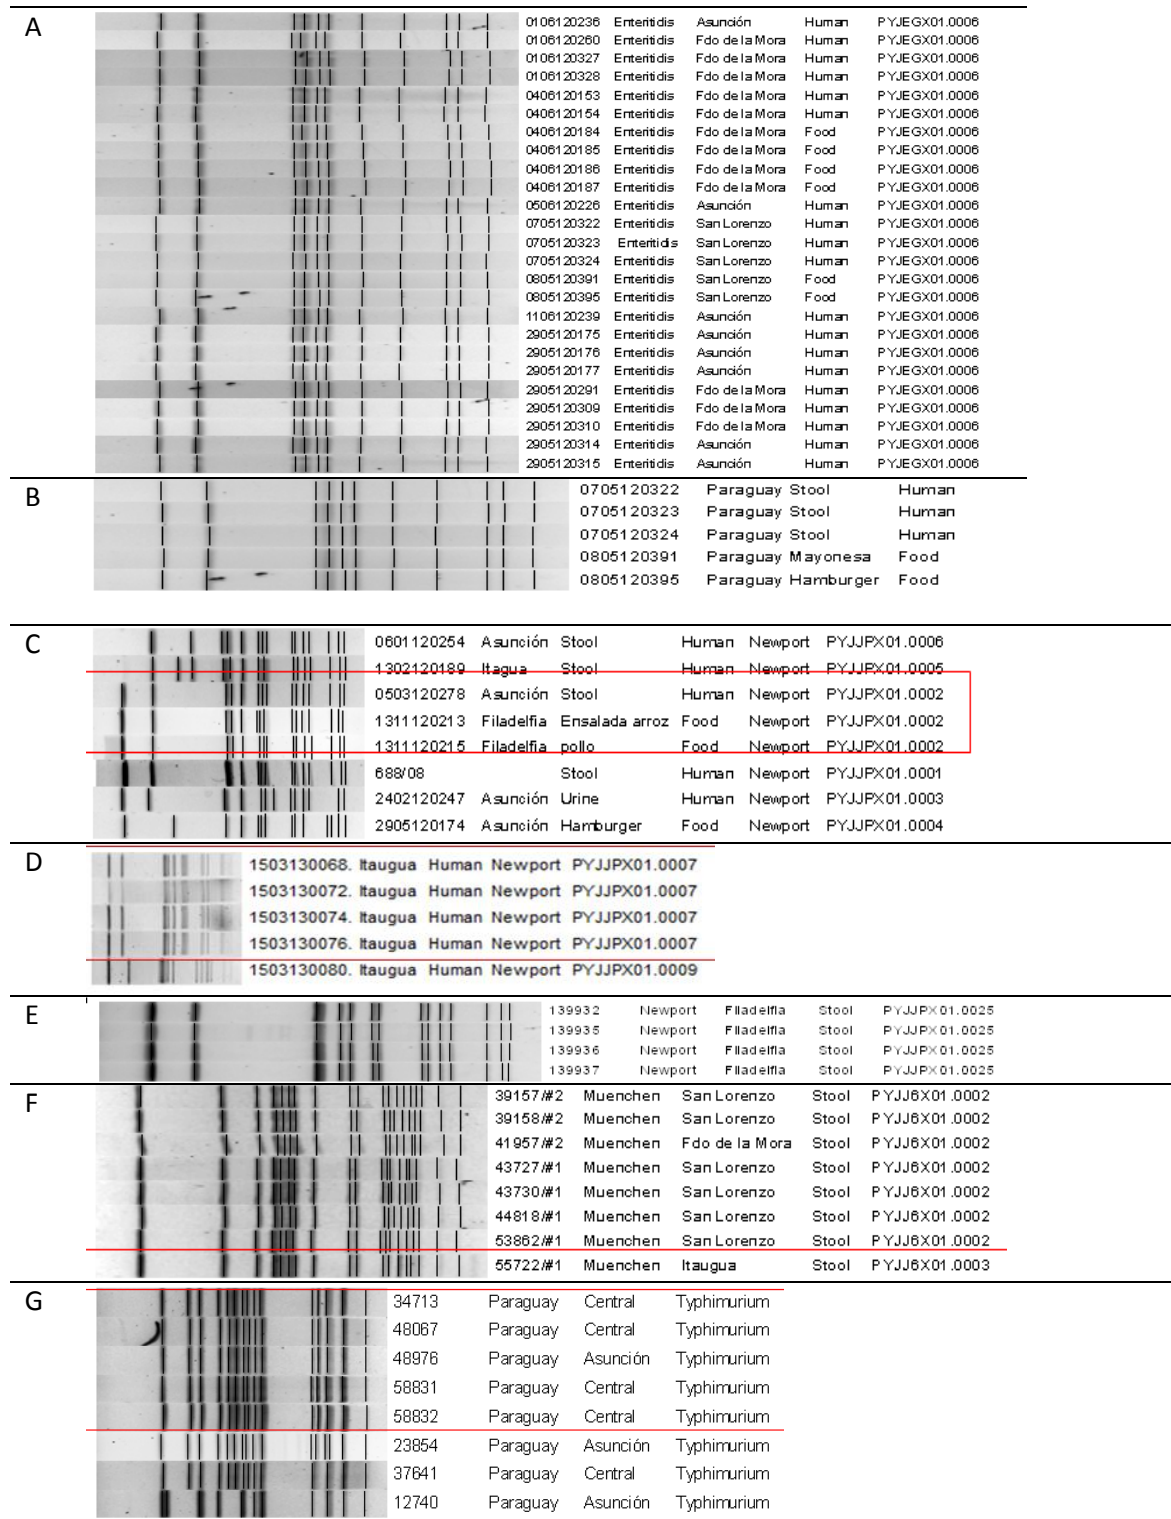 A
0106120236 Enteritidis Asunción Human PYJEGX01.0006
0106120260 Enteritidis Fdo de la Mora Human PYJEGX01.0006
0106120327 Enteritidis Fdo de la Mora Human PYJEGX01.0006
0106120328 Enteritidis Fdo de la Mora Human PYJEGX01.0006
0406120153 Enteritidis Fdo de la Mora Human PYJEGX01.0006
0406120154 Enteritidis Fdo de la Mora Human PYJEGX01.0006
0406120184 Enteritidis Fdo de la Mora Food PYJEGX01.0006
0406120185 Enteritidis Fdo de la Mora Food PYJEGX01.0006
0406120186 Enteritidis Fdo de la Mora Food PYJEGX01.0006
0406120187 Enteritidis Fdo de la Mora Food PYJEGX01.0006
0506120226 Enteritidis Asunción Human PYJEGX01.0006
0705120322 Enteritidis San Lorenzo Human PYJEGX01.0006
0705120323 Enteritidis San Lorenzo Human PYJEGX01.0006
0705120324 Enteritidis San Lorenzo Human PYJEGX01.0006
0805120391 Enteritidis San Lorenzo Food PYJEGX01.0006
0805120395 Enteritidis San Lorenzo Food PYJEGX01.0006
1106120239 Enteritidis Asunción Human PYJEGX01.0006
2905120175 Enteritidis Asunción Human PYJEGX01.0006
2905120176 Enteritidis Asunción Human PYJEGX01.0006
2905120177 Enteritidis Asunción Human PYJEGX01.0006
2905120291 Enteritidis Fdo de la Mora Human PYJEGX01.0006
2905120309 Enteritidis Fdo de la Mora Human PYJEGX01.0006
2905120310 Enteritidis Fdo de la Mora Human PYJEGX01.0006
2905120314 Enteritidis Asunción Human PYJEGX01.0006
2905120315 Enteritidis Asunción Human PYJEGX01.0006
B
0705120322 Paraguay Stool Human
0705120323 Paraguay Stool Human
0705120324 Paraguay Stool Human
0805120391 Paraguay Mayonesa Food
0805120395 Paraguay Hamburger Food
C
0601120254 Asunción Stool Human Newport PYJJPX01.0006
1302120189 Itagua Stool Human Newport PYJJPX01.0005
0503120278 Asunción Stool Human Newport PYJJPX01.0002
1311120213 Filadelfia Ensalada arroz Food Newport PYJJPX01.0002
1311120215 Filadelfia pollo Food Newport PYJJPX01.0002
688/08 Stool Human Newport PYJJPX01.0001
2402120247 Asunción Urine Human Newport PYJJPX01.0003
2905120174 Asunción Hamburger Food Newport PYJJPX01.0004
D
1503130068. Itaugua Human Newport PYJJPX01.0007
1503130072. Itaugua Human Newport PYJJPX01.0007
1503130074. Itaugua Human Newport PYJJPX01.0007
1503130076. Itaugua Human Newport PYJJPX01.0007
1503130080. Itaugua Human Newport PYJJPX01.0009
E
139932 Newport Filadelfia Stool PYJJPX01.0025
139935 Newport Filadelfia Stool PYJJPX01.0025
139936 Newport Filadelfia Stool PYJJPX01.0025
139937 Newport Filadelfia Stool PYJJPX01.0025
F
39157/#2 Muenchen San Lorenzo Stool PYJJ6X01.0002
39158/#2 Muenchen San Lorenzo Stool PYJJ6X01.0002
41957/#2 Muenchen Fdo de la Mora Stool PYJJ6X01.0002
43727/#1 Muenchen San Lorenzo Stool PYJJ6X01.0002
43730/#1 Muenchen San Lorenzo Stool PYJJ6X01.0002
44818/#1 Muenchen San Lorenzo Stool PYJJ6X01.0002
53862/#1 Muenchen San Lorenzo Stool PYJJ6X01.0002
55722/#1 Muenchen Itaugua Stool PYJJ6X01.0003
G
34713 Paraguay Central Typhimurium
48067 Paraguay Central Typhimurium
48976 Paraguay Asunción Typhimurium
58831 Paraguay Central Typhimurium
58832 Paraguay Central Typhimurium
23854 Paraguay Asunción Typhimurium
37641 Paraguay Central Typhimurium
12740 Paraguay Asunción Typhimurium